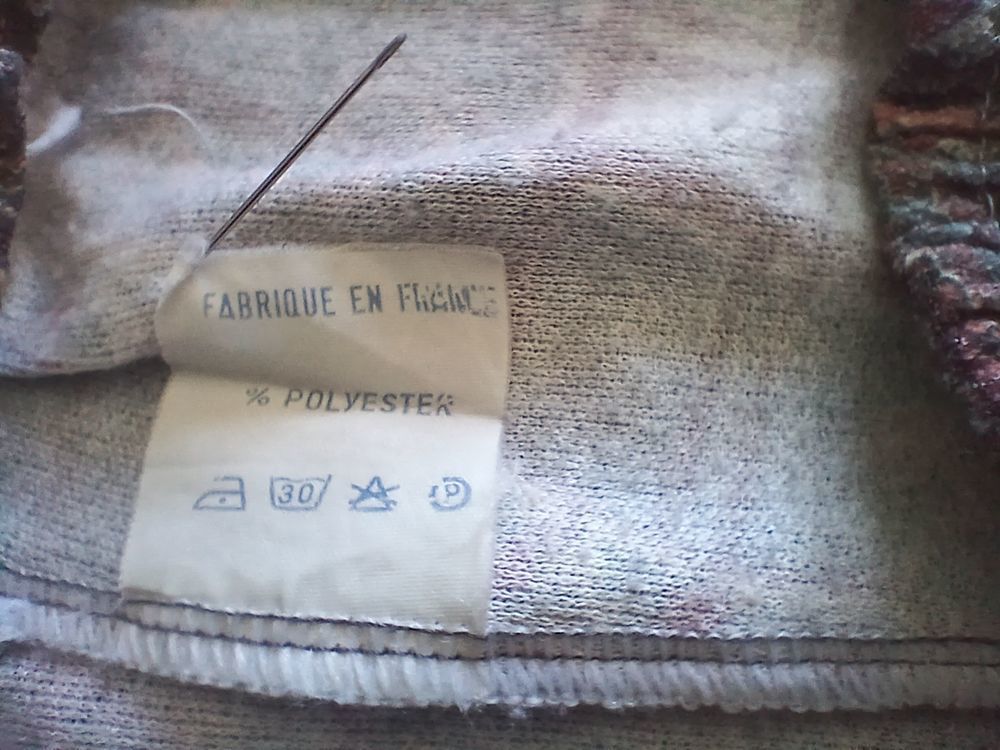 FABRIQUE EN FRANCE
% POLYESTER
30 A P